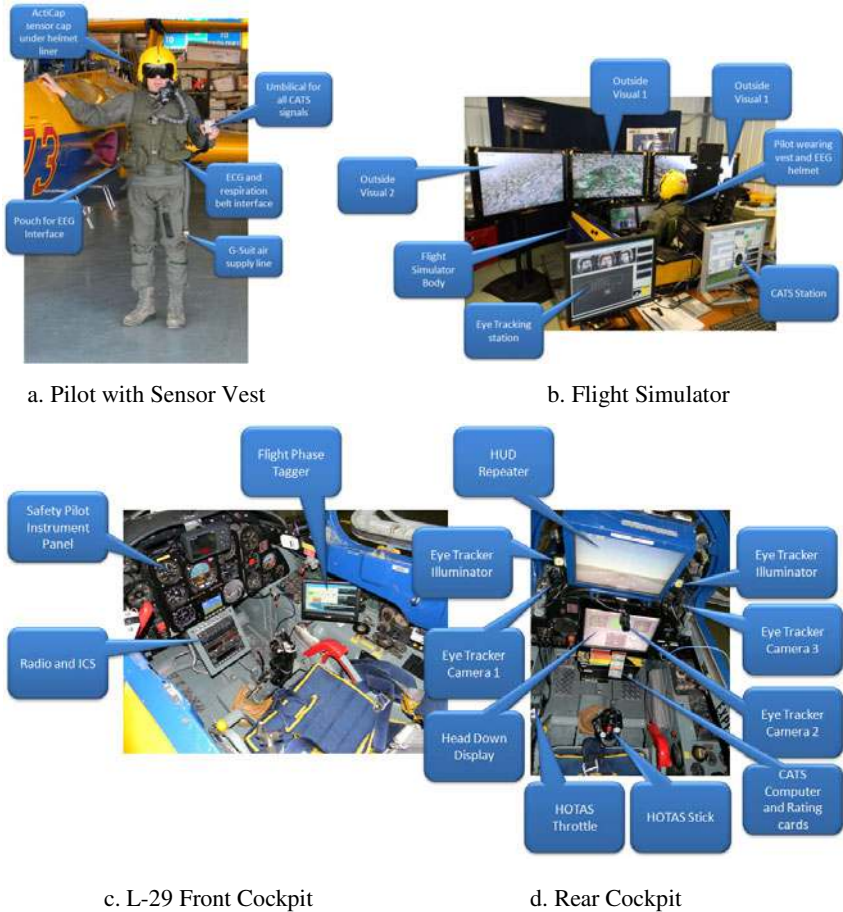 ActiCap
sensor cap
under helmet
liner
Umbilical for
all CATS
signals
ECG and
respiration
belt interface
Pouch for EEG
Interface
G-Suit air
supply line
73
a. Pilot with Sensor Vest
Outside
Visual 1
Outside
Visual 1
Pilot wearing
vest and EEG
helmet
Outside
Visual 2
Flight
Simulator
Body
CATS Station
Eye Tracking
station
b. Flight Simulator
Flight Phase
Tagger
Safety Pilot
Instrument
Panel
Radio and ICS
c. L-29 Front Cockpit
HUD
Repeater
Eye Tracker
Illuminator
Eye Tracker
Illuminator
Eye Tracker
Camera 1
Eye Tracker
Camera 3
Head Down
Display
Eye Tracker
Camera 2
HOTAS
Throttle
HOTAS Stick
CATS
Computer
and Rating
cards
d. Rear Cockpit